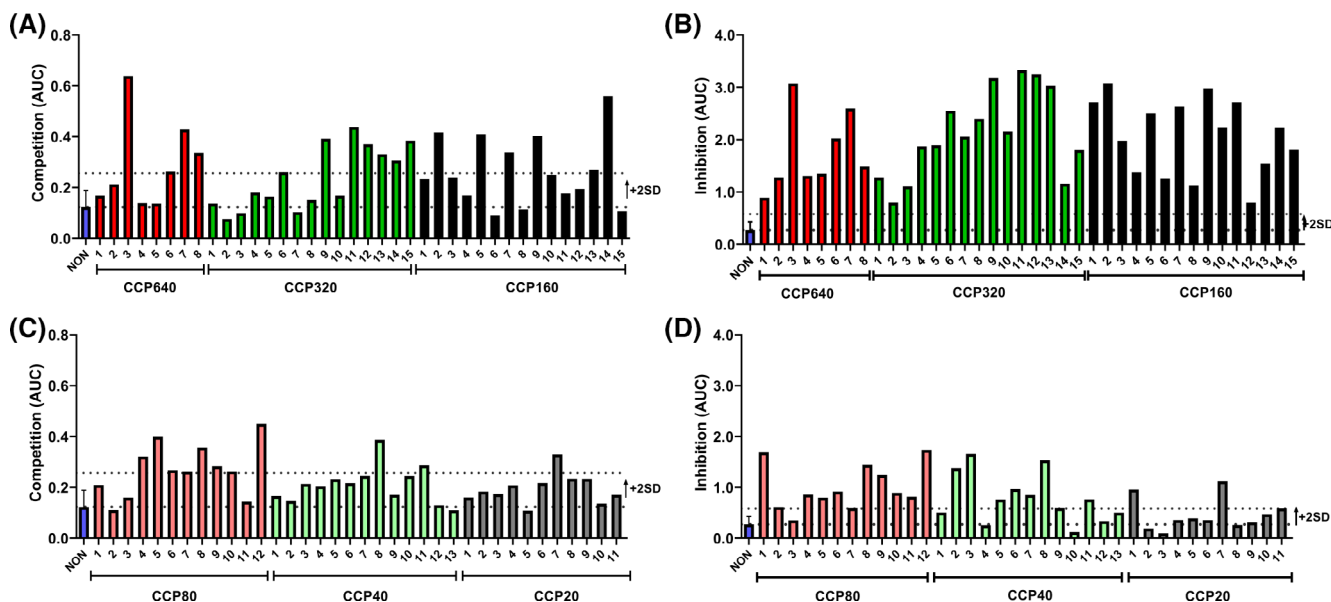 (A)
Competition (AUC)
0.8
0.6
0.4
0.2
0.0
+2SD
NON 1 2 3 4 5 6 7 8 1 2 3 4 5 6 7 8 9 10 11 12 13 14 15 1 2 3 4 5 6 7 8 9 10 11 12 13 14 15
CCP640 CCP320 CCP160
(B)
Inhibition (AUC)
4.0
3.0
2.0
1.0
0.0
+2SD
NON 1 2 3 4 5 6 7 8 1 2 3 4 5 6 7 8 9 10 11 12 13 14 15 1 2 3 4 5 6 7 8 9 10 11 12 13 14 15
CCP640 CCP320 CCP160
(C)
Competition (AUC)
0.8
0.6
0.4
0.2
0.0
+2SD
NON 1 2 3 4 5 6 7 8 9 10 11 12 1 2 3 4 5 6 7 8 9 10 11 12 13 1 2 3 4 5 6 7 8 9 10 11
CCP80 CCP40 CCP20
(D)
Inhibition (AUC)
4.0
3.0
2.0
1.0
0.0
+2SD
NON 1 2 3 4 5 6 7 8 9 10 11 12 1 2 3 4 5 6 7 8 9 10 11 12 13 1 2 3 4 5 6 7 8 9 10 11
CCP80 CCP40 CCP20